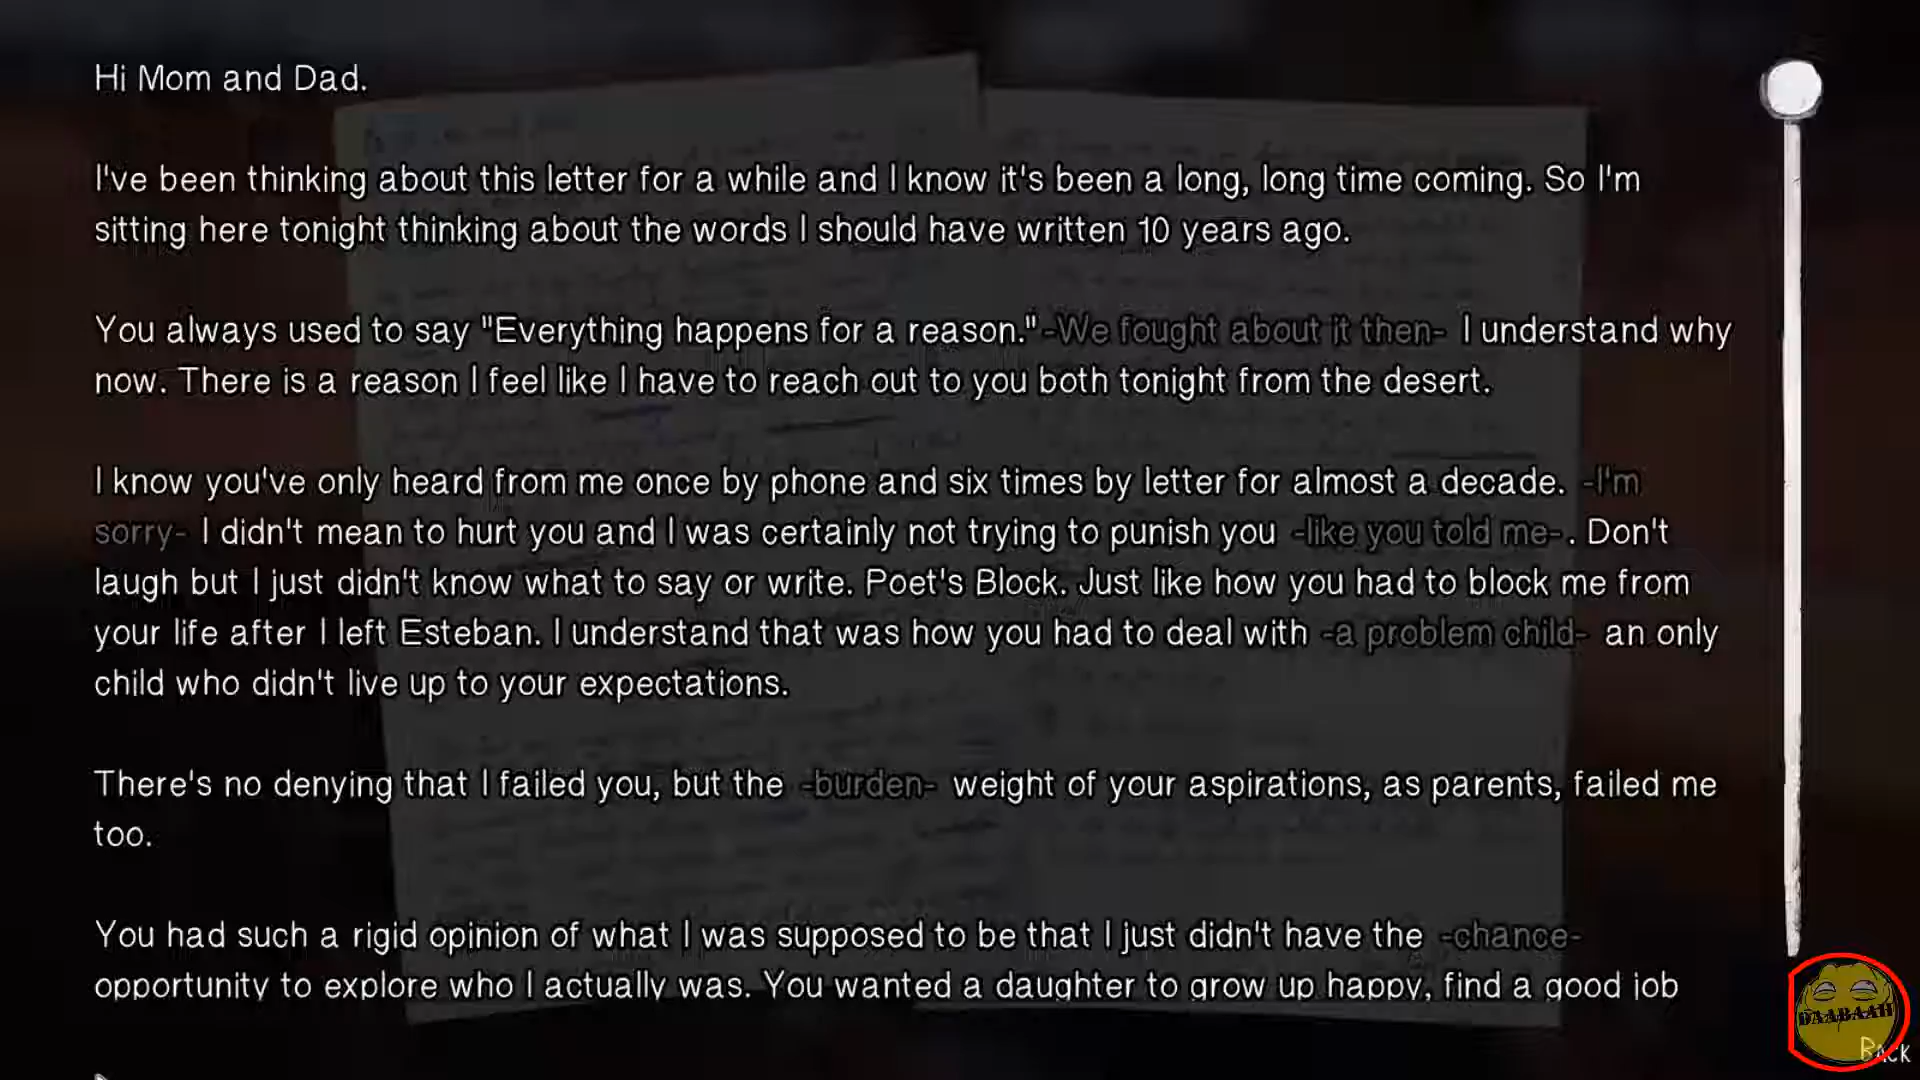 Hi Mom and Dad.
I've been thinking about this letter for a while and I know it's been a long, long time coming. So I'm
sitting here tonight thinking about the words I should have written 10 years ago.
You always used to say "Everything happens for a reason." -We fought about it then- I understand why
now. There is a reason I feel like I have to reach out to you both tonight from the desert.
I know you've only heard from me once by phone and six times by letter for almost a decade. -I'm
sorry- I didn't mean to hurt you and I was certainly not trying to punish you -like you told me-. Don't
laugh but I just didn't know what to say or write. Poet's Block. Just like how you had to block me from
your life after I left Esteban. I understand that was how you had to deal with -a problem child- an only
child who didn't live up to your expectations.
There's no denying that I failed you, but the -burden- weight of your aspirations, as parents, failed me
too.
You had such a rigid opinion of what I was supposed to be that I just didn't have the -chance-
opportunity to explore who I actually was. You wanted a daughter to grow up happy, find a good job
DAABAAH
BACK